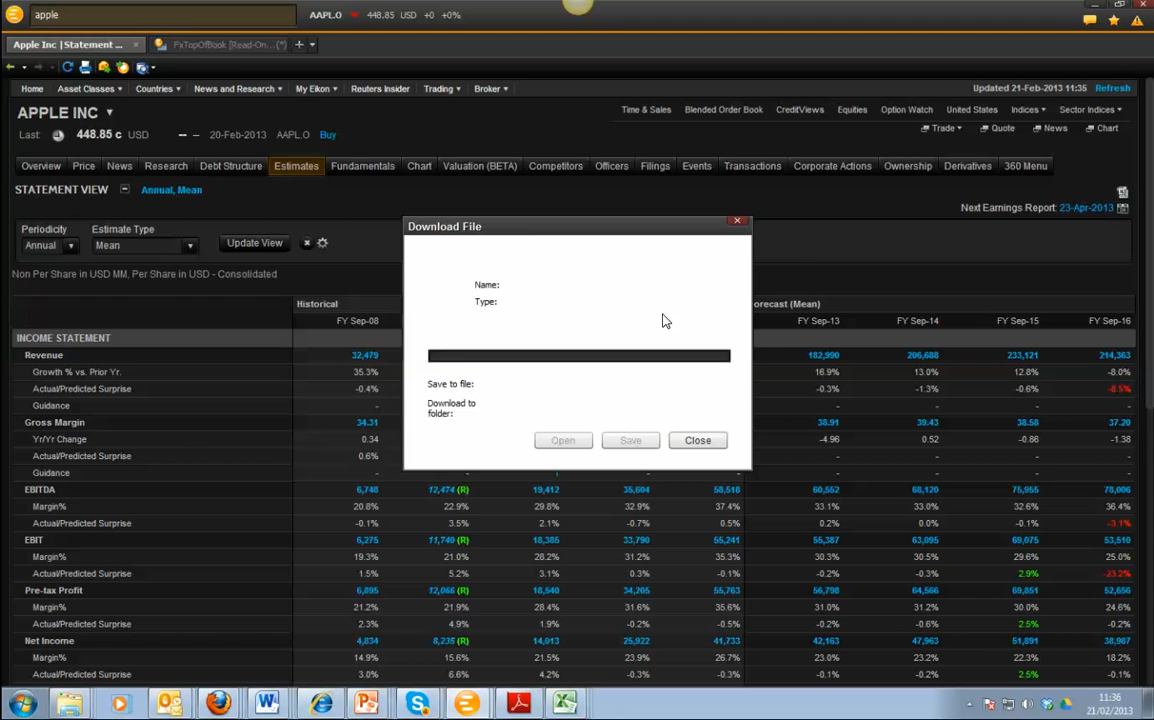 apple
AAPL.O 448.85 USD +0 +0%
Apple Inc | Statement ... × FxTopOfBook [Read-On... (*) +
Home Asset Classes Countries News and Research My Eikon Reuters Insider Trading Broker Updated 21-Feb-2013 11:35 Refresh
APPLE INC Time & Sales Blended Order Book CreditViews Equities Option Watch United States Indices Sector Indices
Last: 448.85 c USD -- -- 20-Feb-2013 AAPL.O Buy Trade Quote News Chart
Overview Price News Research Debt Structure Estimates Fundamentals Chart Valuation (BETA) Competitors Officers Filings Events Transactions Corporate Actions Ownership Derivatives 360 Menu
STATEMENT VIEW Annual, Mean
Next Earnings Report: 23-Apr-2013
Periodicity Estimate Type
Annual Mean Update View
Non Per Share in USD MM, Per Share in USD - Consolidated
Download File
Name:
Type:
Save to file:
Download to
folder:
Open Save Close
Historical orecast (Mean)
FY Sep-08 FY Sep-13 FY Sep-14 FY Sep-15 FY Sep-16
INCOME STATEMENT
Revenue 32,479 182,990 206,688 233,121 214,363
Growth % vs. Prior Yr. 35.3% 16.9% 13.0% 12.8% -8.0%
Actual/Predicted Surprise -0.4% -0.3% -1.3% -0.6% -8.5%
Guidance - - - - -
Gross Margin 34.31 38.91 39.43 38.58 37.20
Yr/Yr Change 0.34 -4.96 0.52 -0.86 -1.38
Actual/Predicted Surprise 0.6% - - - -
Guidance - - - - -
EBITDA 6,748 12,474 (R) 19,412 35,604 58,518 60,552 68,120 75,955 78,006
Margin% 20.8% 22.9% 29.8% 32.9% 37.4% 33.1% 33.0% 32.6% 36.4%
Actual/Predicted Surprise -0.1% 3.5% 2.1% -0.7% 0.5% 0.2% 0.0% -0.1% -3.1%
EBIT 6,275 11,740 (R) 18,385 33,790 55,241 55,387 63,095 69,075 53,510
Margin% 19.3% 21.0% 28.2% 31.2% 35.3% 30.3% 30.5% 29.6% 25.0%
Actual/Predicted Surprise 1.5% 5.2% 3.1% 0.3% -0.1% -0.2% -0.3% 2.9% -23.2%
Pre-tax Profit 6,895 12,066 (R) 18,540 34,205 55,763 56,798 64,566 69,851 52,656
Margin% 21.2% 21.9% 28.4% 31.6% 35.6% 31.0% 31.2% 30.0% 24.6%
Actual/Predicted Surprise 2.3% 4.9% 1.9% -0.2% -0.5% -0.2% -0.6% 2.5% -0.2%
Net Income 4,834 8,235 (R) 14,013 25,922 41,733 42,163 47,963 51,891 38,987
Margin% 14.9% 15.6% 21.5% 23.9% 26.7% 23.0% 23.2% 22.3% 18.2%
Actual/Predicted Surprise 3.0% 6.6% 4.2% -0.3% -0.3% -0.1% -0.2% 2.5% -0.2%
11:36
21/02/2013